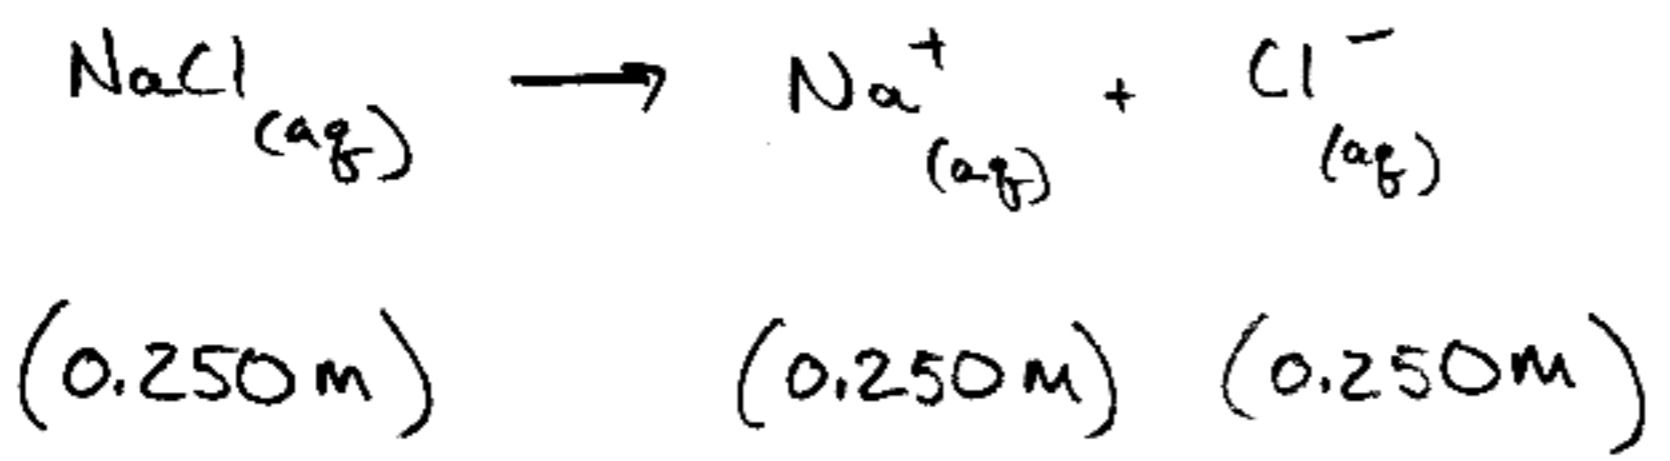 NaCl(aq) → Na⁺(aq) + Cl⁻(aq)
(0.250 m) (0.250 M) (0.250 M)